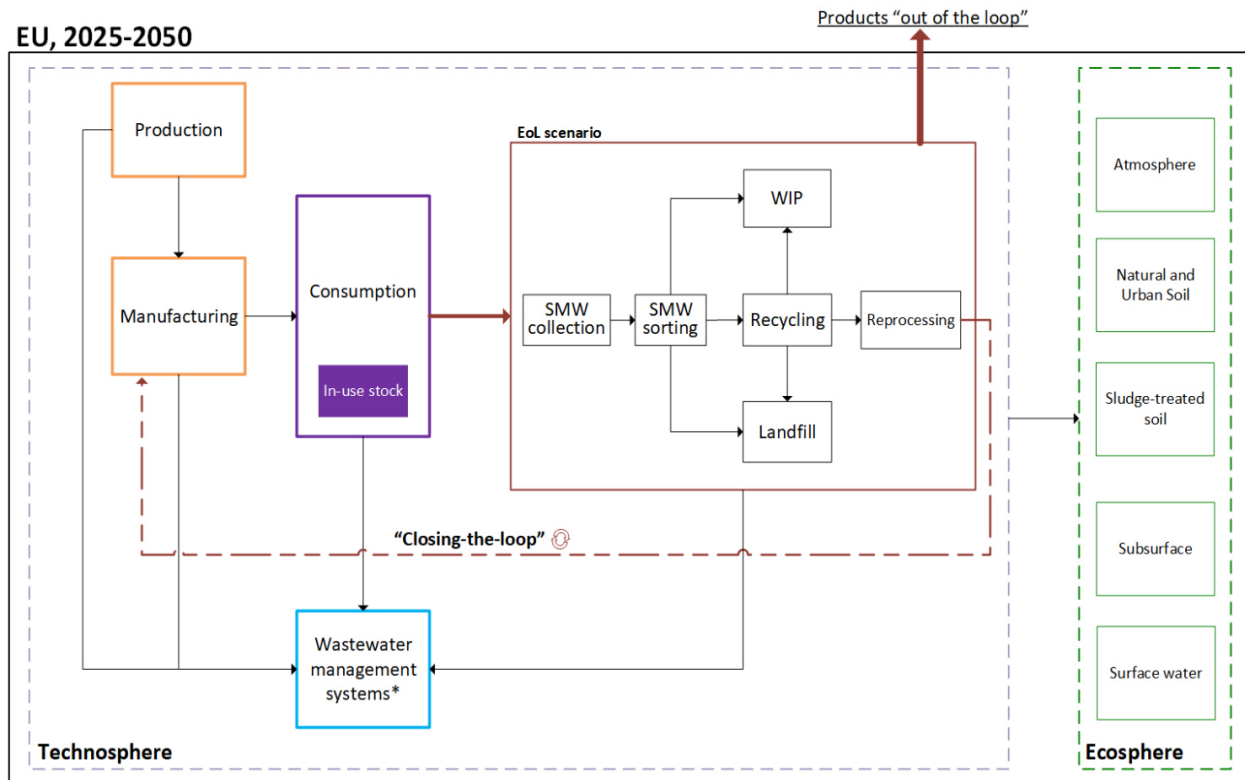 Products “out of the loop”
EU, 2025-2050
Production
EoL scenario
Atmosphere
WIP
Consumption
Natural and
Urban Soil
Manufacturing
SMW
collection
SMW
sorting
Recycling
Reprocessing
In-use stock
Sludge-treated
soil
Landfill
“Closing-the-loop”
Subsurface
Wastewater
management
systems*
Surface water
Technosphere
Ecosphere